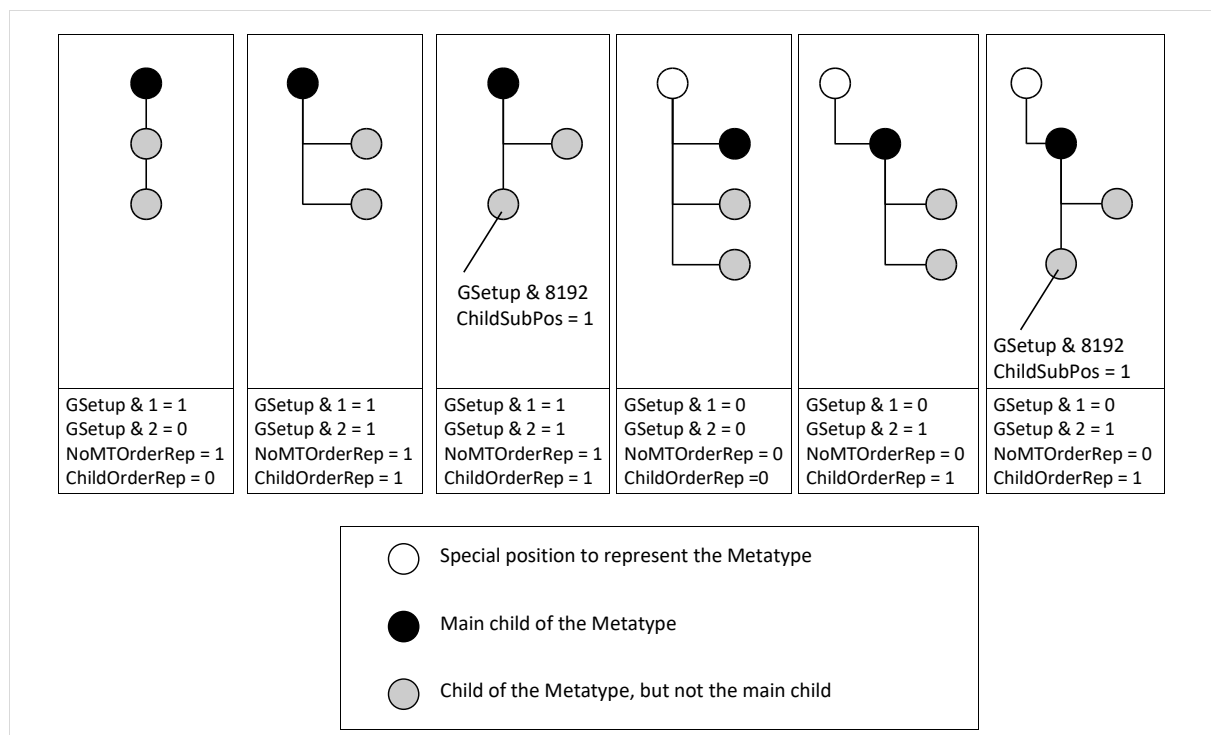 GSetup & 8192
ChildSubPos = 1
GSetup & 8192
ChildSubPos = 1
GSetup & 1 = 1
GSetup & 2 = 0
NoMTOrderRep = 1
ChildOrderRep = 0
GSetup & 1 = 1
GSetup & 2 = 1
NoMTOrderRep = 1
ChildOrderRep = 1
GSetup & 1 = 1
GSetup & 2 = 1
NoMTOrderRep = 1
ChildOrderRep = 1
GSetup & 1 = 0
GSetup & 2 = 0
NoMTOrderRep = 0
ChildOrderRep =0
GSetup & 1 = 0
GSetup & 2 = 1
NoMTOrderRep = 0
ChildOrderRep = 1
GSetup & 1 = 0
GSetup & 2 = 1
NoMTOrderRep = 0
ChildOrderRep = 1
Special position to represent the Metatype
Main child of the Metatype
Child of the Metatype, but not the main child